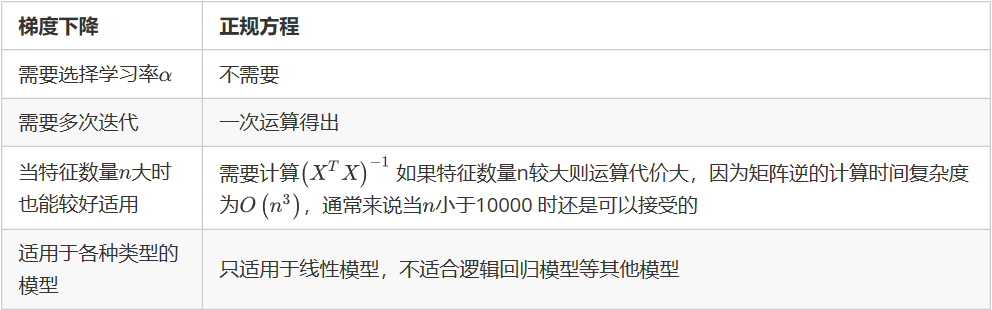 梯度下降
正规方程
需要选择学习率α
不需要
需要多次迭代
一次运算得出
当特征数量n大时
也能较好适用
需要计算(X^T X)^{-1} 如果特征数量n较大则运算代价大，因为矩阵逆的计算时间复杂度
为O(n^3)，通常来说当n小于10000 时还是可以接受的
适用于各种类型的
模型
只适用于线性模型，不适合逻辑回归模型等其他模型